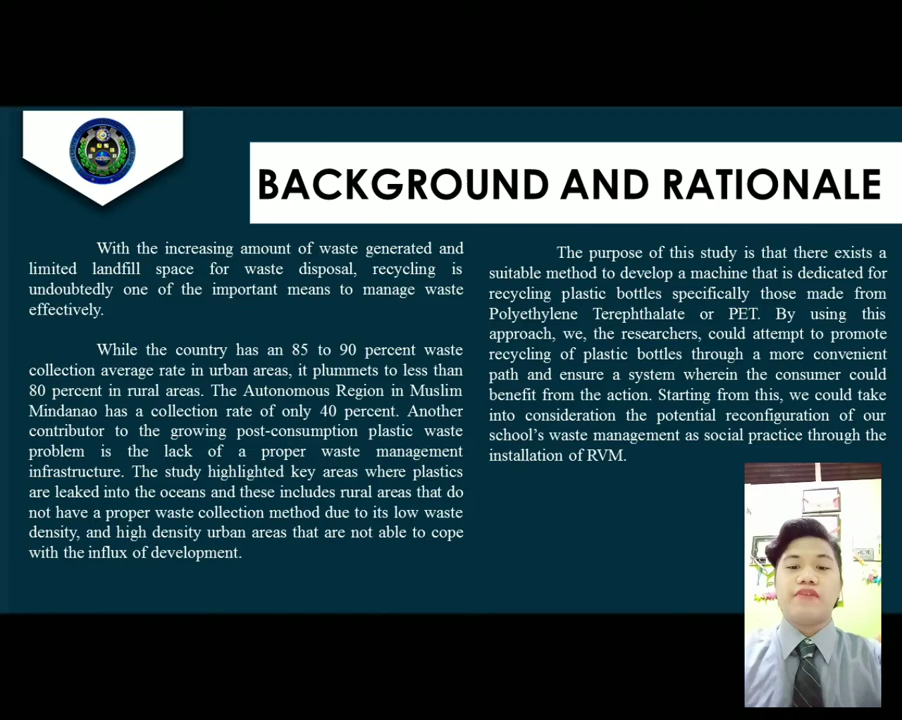 BACKGROUND AND RATIONALE
With the increasing amount of waste generated and
limited landfill space for waste disposal, recycling is
undoubtedly one of the important means to manage waste
effectively.
While the country has an 85 to 90 percent waste
collection average rate in urban areas, it plummets to less than
80 percent in rural areas. The Autonomous Region in Muslim
Mindanao has a collection rate of only 40 percent. Another
contributor to the growing post-consumption plastic waste
problem is the lack of a proper waste management
infrastructure. The study highlighted key areas where plastics
are leaked into the oceans and these includes rural areas that do
not have a proper waste collection method due to its low waste
density, and high density urban areas that are not able to cope
with the influx of development.
The purpose of this study is that there exists a
suitable method to develop a machine that is dedicated for
recycling plastic bottles specifically those made from
Polyethylene Terephthalate or PET. By using this
approach, we, the researchers, could attempt to promote
recycling of plastic bottles through a more convenient
path and ensure a system wherein the consumer could
benefit from the action. Starting from this, we could take
into consideration the potential reconfiguration of our
school's waste management as social practice through the
installation of RVM.